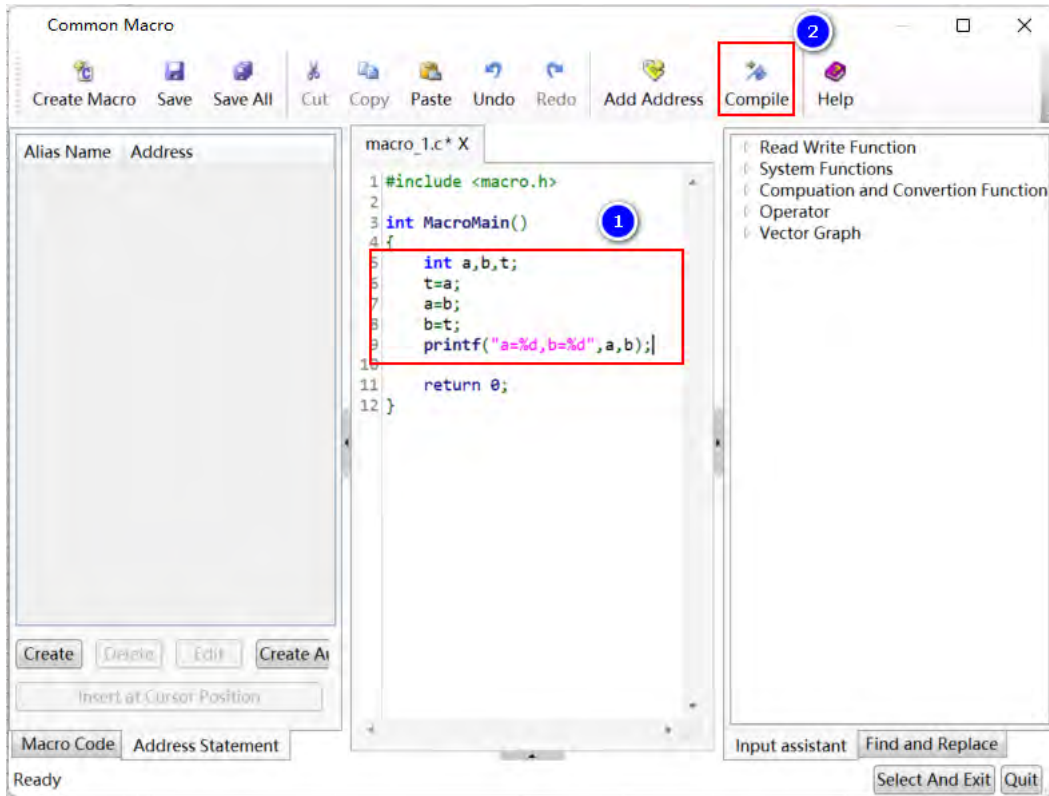 Common Macro
2
Create Macro Save Save All Cut Copy Paste Undo Redo Add Address Compile Help
Alias Name Address
Create Delete Edit Create Au
Insert at Cursor Position
Macro Code Address Statement
macro_1.c* X
1 #include <macro.h>
2
3 int MacroMain()
1
4 {
5 int a,b,t;
6 t=a;
7 a=b;
8 b=t;
9 printf("a=%d,b=%d",a,b);
10
11 return 0;
12 }
Read Write Function
System Functions
Compuation and Convertion Function
Operator
Vector Graph
Input assistant Find and Replace
Ready
Select And Exit Quit